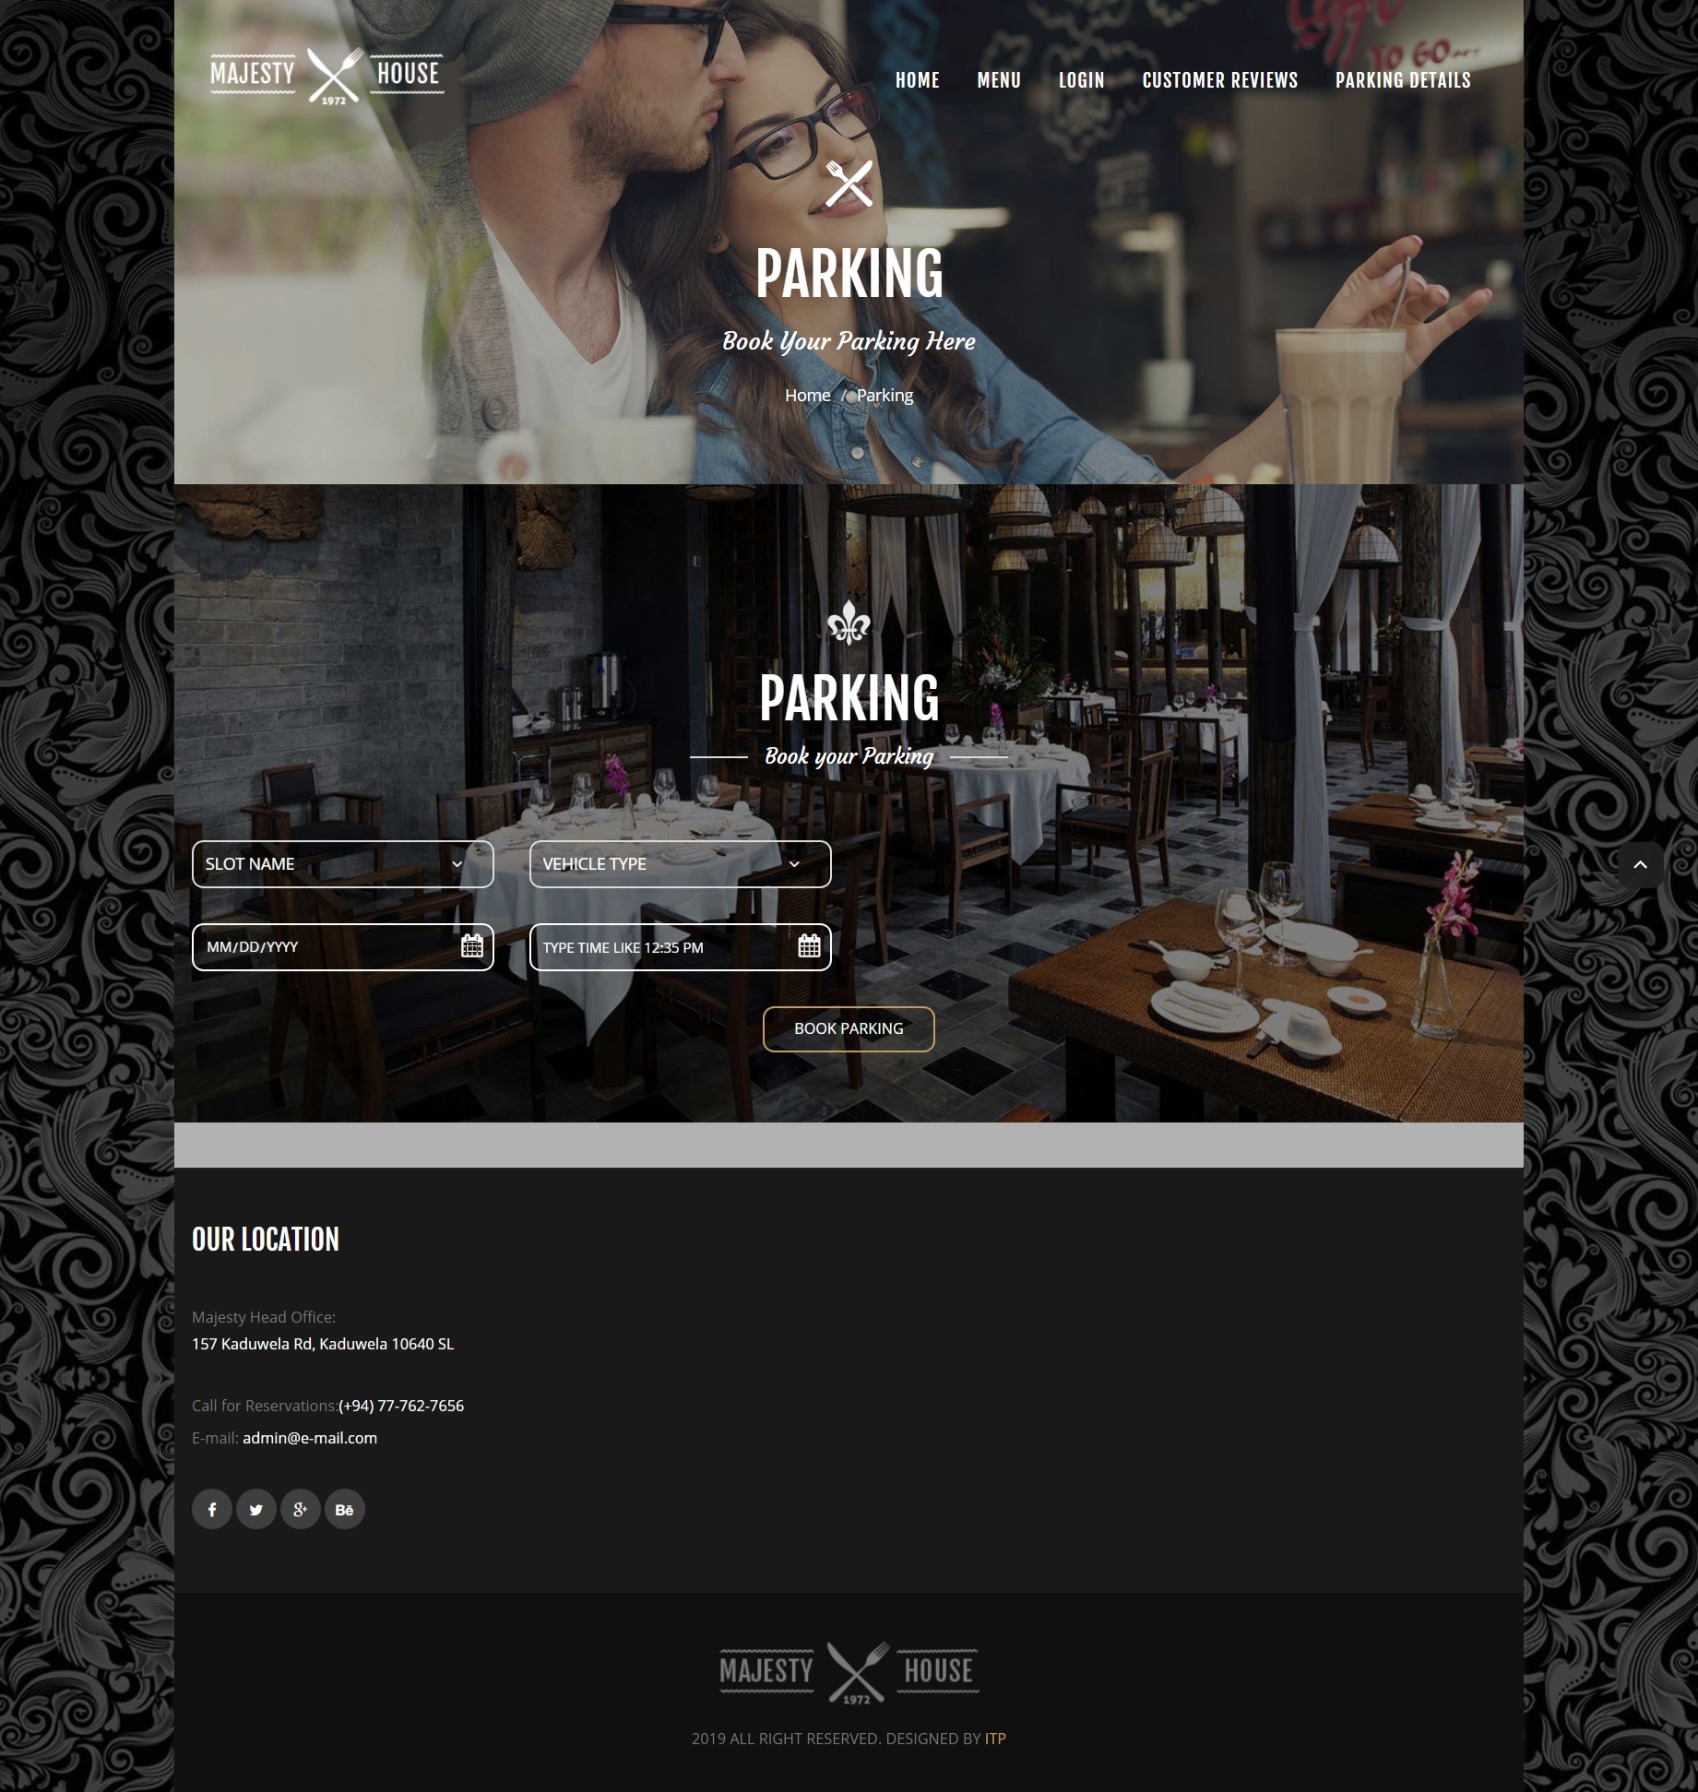 MAJESTY HOUSE
1972
HOME MENU LOGIN CUSTOMER REVIEWS PARKING DETAILS
TO GO...
PARKING
Book Your Parking Here
Home / Parking
PARKING
Book your Parking
SLOT NAME VEHICLE TYPE
MM/DD/YYYY TYPE TIME LIKE 12:35 PM
BOOK PARKING
OUR LOCATION
Majesty Head Office:
157 Kaduwela Rd, Kaduwela 10640 SL
Call for Reservations:(+94) 77-762-7656
E-mail: admin@e-mail.com
f g+ Bē
MAJESTY HOUSE
1972
2019 ALL RIGHT RESERVED. DESIGNED BY ITP